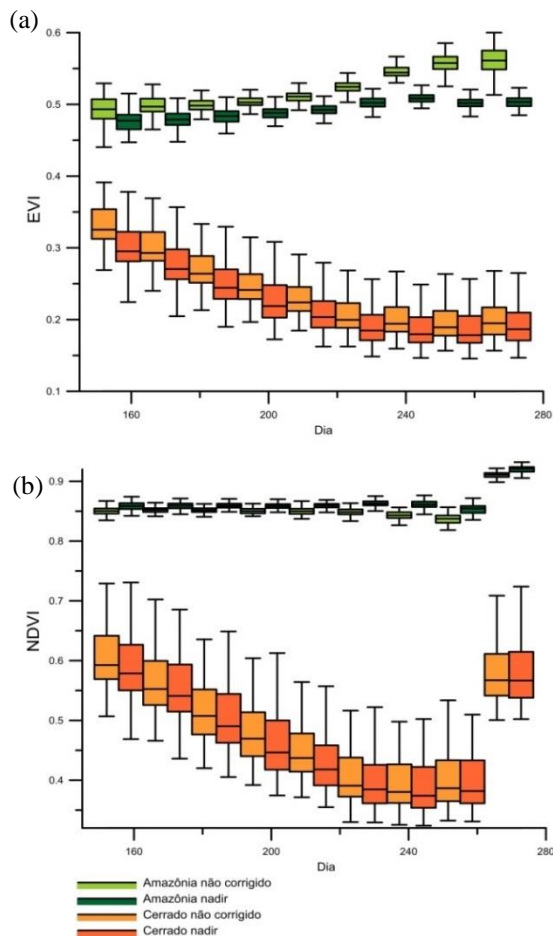 (a)
0.6
0.5
0.4
0.3
0.2
0.1
EVI
160 200 240 280
Dia
(b)
0.9
0.8
0.7
0.6
0.5
0.4
NDVI
160 200 240 280
Dia
Amazônia não corrigido
Amazônia nadir
Cerrado não corrigido
Cerrado nadir